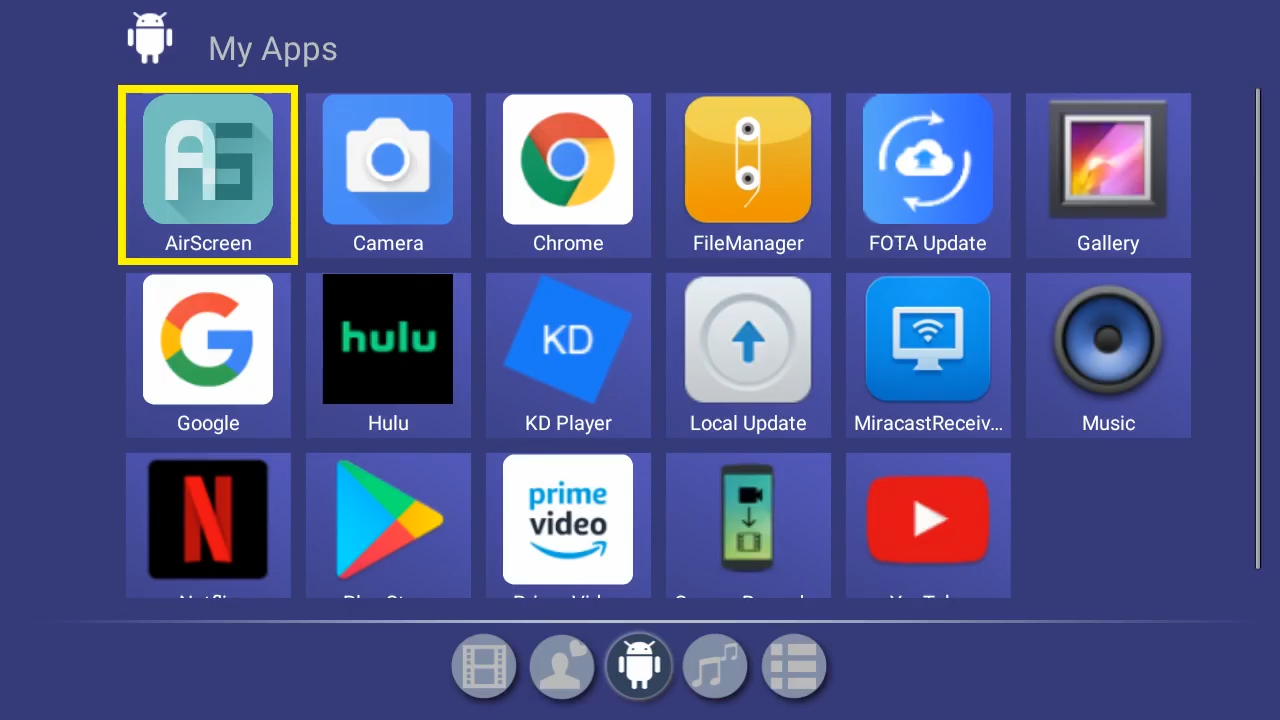 My Apps
AirScreen
Camera
Chrome
FileManager
FOTA Update
Gallery
hulu
KD
Google
Hulu
KD Player
Local Update
MiracastReceiv...
Music
prime
video